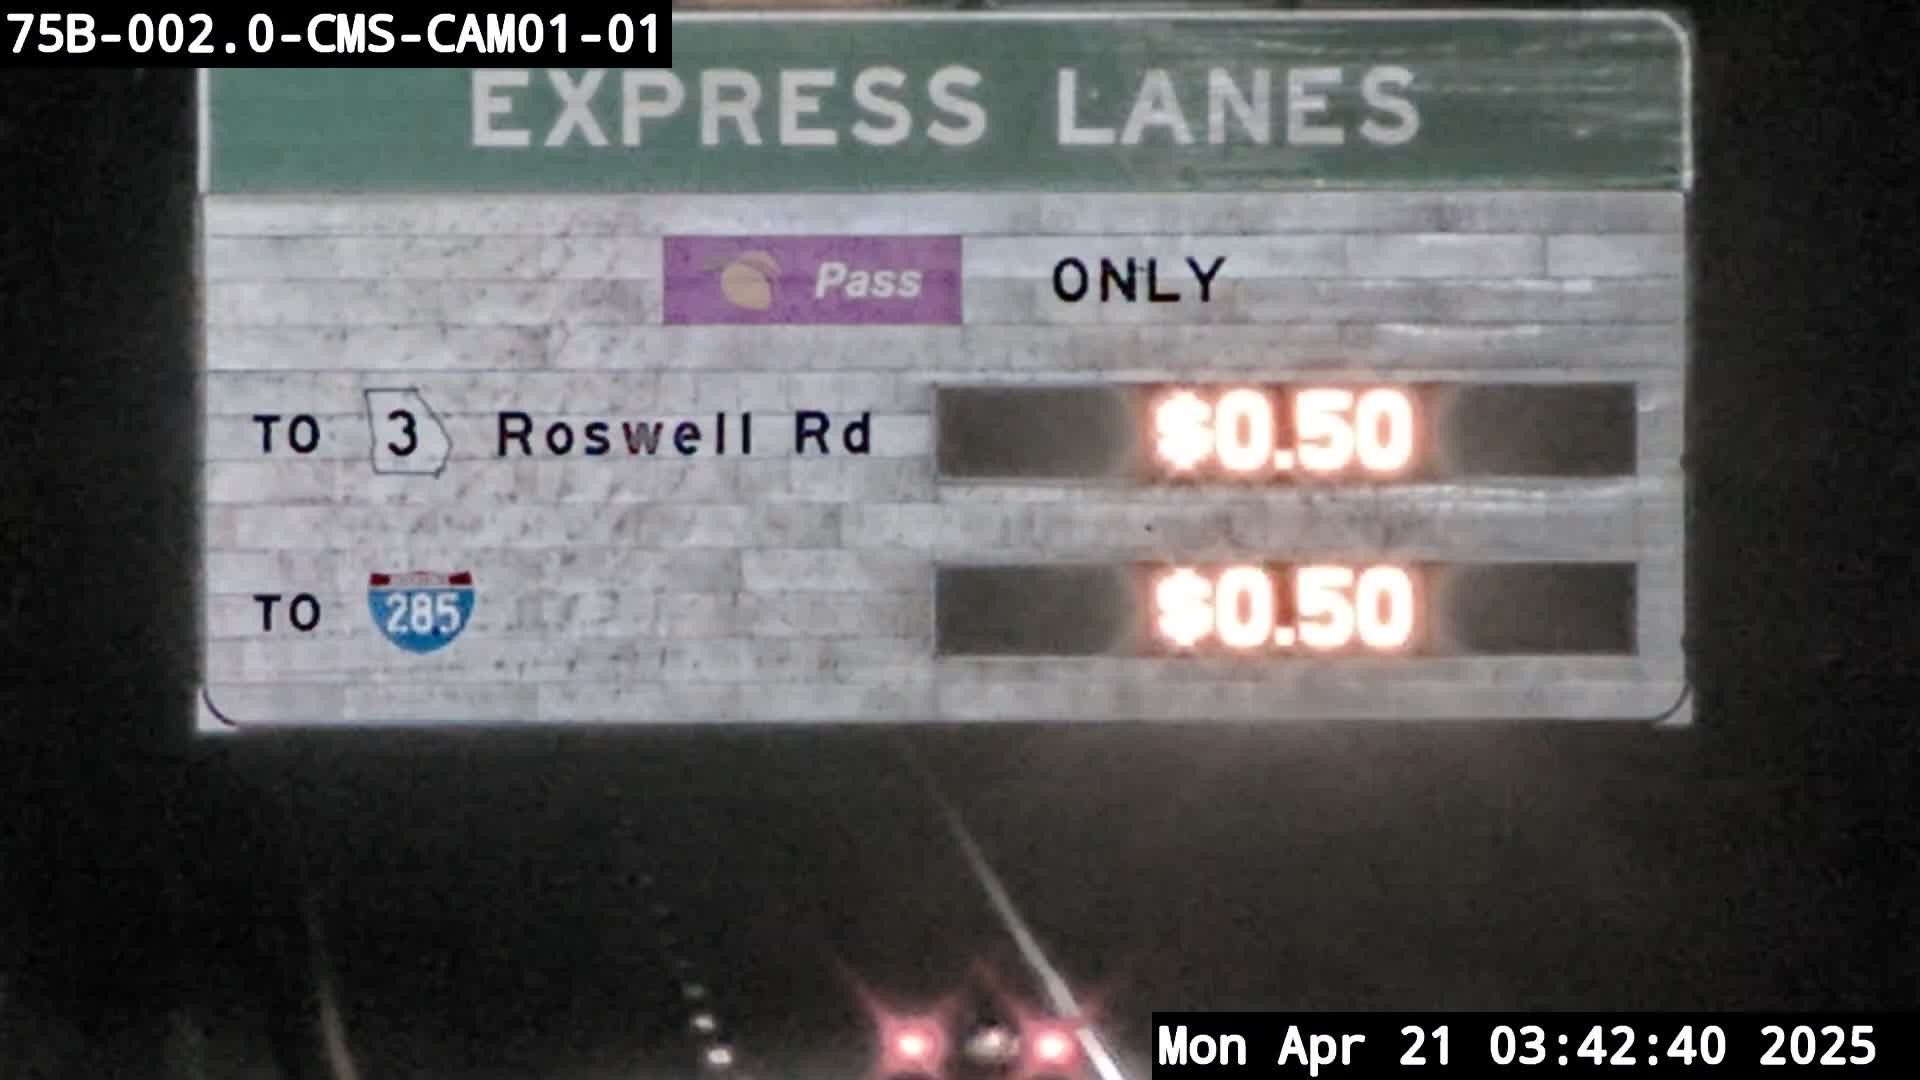 75B-002.0-CMS-CAM01-01
EXPRESS LANES
Pass ONLY
TO 3 Roswell Rd $0.50
TO 285 $0.50
Mon Apr 21 03:42:40 2025